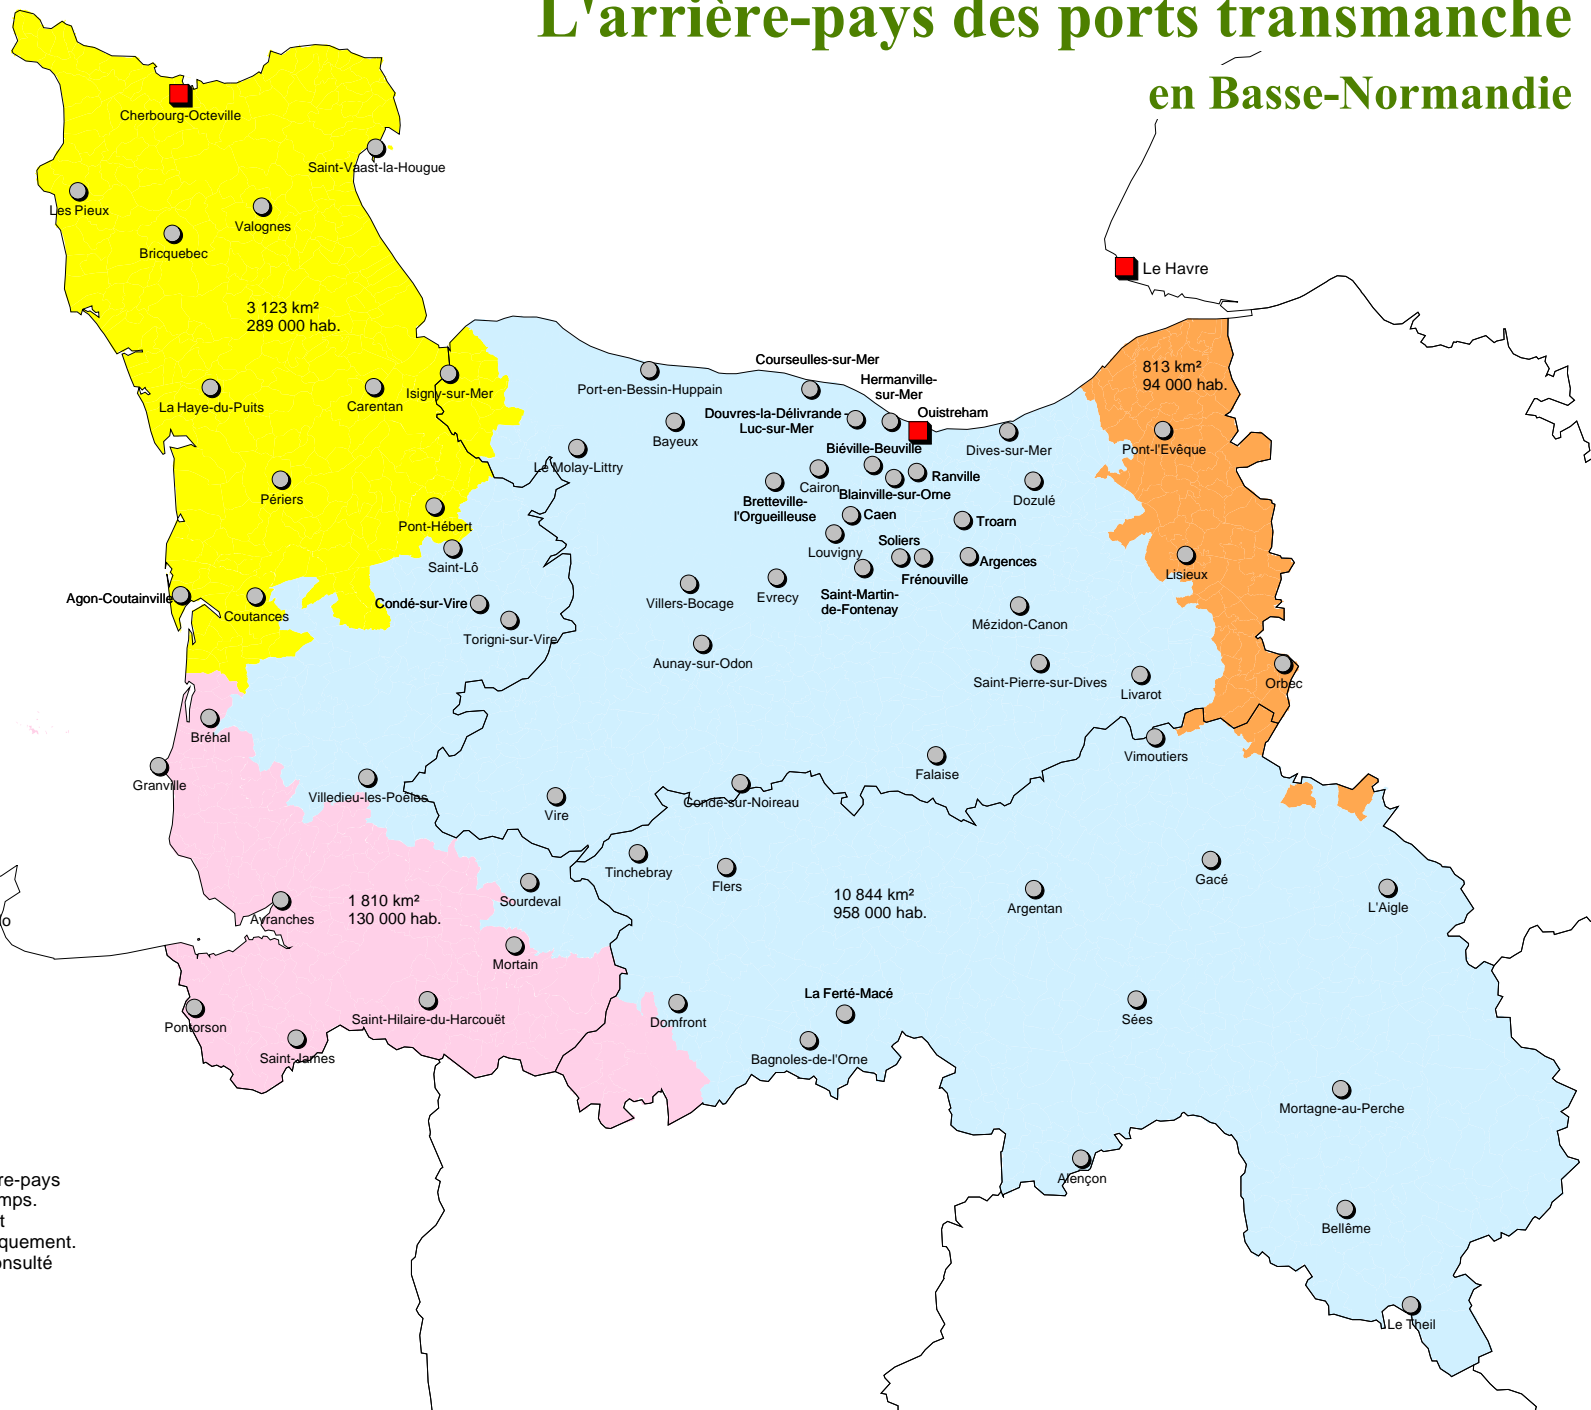 L'arrière-pays des ports transmanche
en Basse-Normandie
Cherbourg-Octeville
Saint-Vaast-la-Hougue
Les Pieux
Valognes
Bricquebec
Le Havre
3 123 km²
289 000 hab.
Courseulles-sur-Mer
813 km²
94 000 hab.
Hermanville-
sur-Mer
Port-en-Bessin-Huppain
Isigny-sur-Mer
La Haye-du-Puits
Carentan
Douvres-la-Délivrande -
Luc-sur-Mer
Ouistreham
Bayeux
Biéville-Beuville
Dives-sur-Mer
Pont-l'Evêque
Le Molay-Littry
Cairon
Ranville
Blainville-sur-Orne
Dozulé
Périers
Bretteville-
l'Orgueilleuse
Pont-Hébert
Caen
Troarn
Louvigny
Soliers
Saint-Lô
Argences
Frénouville
Lisieux
Agon-Coutainville
Coutances
Condé-sur-Vire
Torigni-sur-Vire
Villers-Bocage
Evrecy
Saint-Martin-
de-Fontenay
Mézidon-Canon
Aunay-sur-Odon
Saint-Pierre-sur-Dives
Livarot
Orbec
Bréhal
Vimoutiers
Granville
Falaise
Villedieu-les-Poêles
Condé-sur-Noireau
Vire
Tinchebray
Flers
Gacé
1 810 km²
130 000 hab.
Sourdeval
10 844 km²
958 000 hab.
Argentan
L'Aigle
Avranches
o
Mortain
La Ferté-Macé
Saint-Hilaire-du-Harcouët
Pontorson
Domfront
Sées
Saint-James
Bagnoles-de-l'Orne
Mortagne-au-Perche
Alençon
re-pays
mps.
t
quement.
nsulté
Bellême
Le Theil